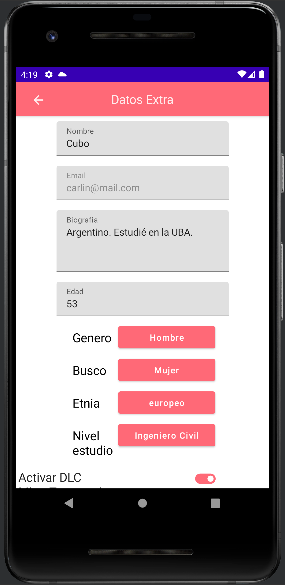 4:19
Datos Extra
Nombre
Cubo
Email
carlin@mail.com
Biografia
Argentino. Estudié en la UBA.
Edad
53
Genero Hombre
Busco Mujer
Etnia europeo
Nivel Ingeniero Civil
estudio
Activar DLC